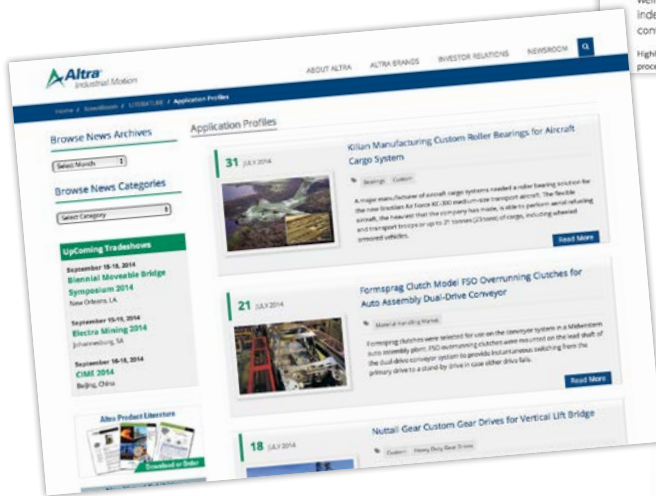 Well
inde
con
Highl
proce
Altra
Industrial Motion
ABOUT ALTRA
ALTRA BRANDS
INVESTOR RELATIONS
NEWSROOM
Home / NewsRoom / LITERATURE / Application Profiles
Browse News Archives
Select Month
Browse News Categories
Select Category
UpComing Tradeshows
September 15-18, 2014
Biennial Moveable Bridge
Symposium 2014
New Orleans, LA
Electra Mining 2014
Johannesburg, SA
September 16-18, 2014
CIME 2014
Beijing, China
Altra Product Literature
Download or Order
Application Profiles
31 JULY 2014
Kilian Manufacturing Custom Roller Bearings for Aircraft
Cargo System
Bearings Custom
A major manufacturer of aircraft cargo systems needed a roller bearing solution for
the new Brazilian Air Force KC-390 medium-size transport aircraft. The flexible
aircraft, the heaviest that the company has made, is able to perform aerial refueling
and transport troops or up to 21 tonnes (23 tons) of cargo, including wheeled
armored vehicles.
Read More
21 JULY 2014
Formsprag Clutch Model FSO Overrunning Clutches for
Auto Assembly Dual-Drive Conveyor
Material Handling Market
Formsprag clutches were selected for use on the conveyor system in a Midwestern
auto assembly plant. FSO overrunning clutches were mounted on the lead shaft of
the dual drive conveyor system to provide instantaneous switching from the
primary drive to a stand-by drive in case either drive fails.
Read More
18 JULY 2014
Nuttall Gear Custom Gear Drives for Vertical Lift Bridge
Custom Heavy Duty Gear Drives